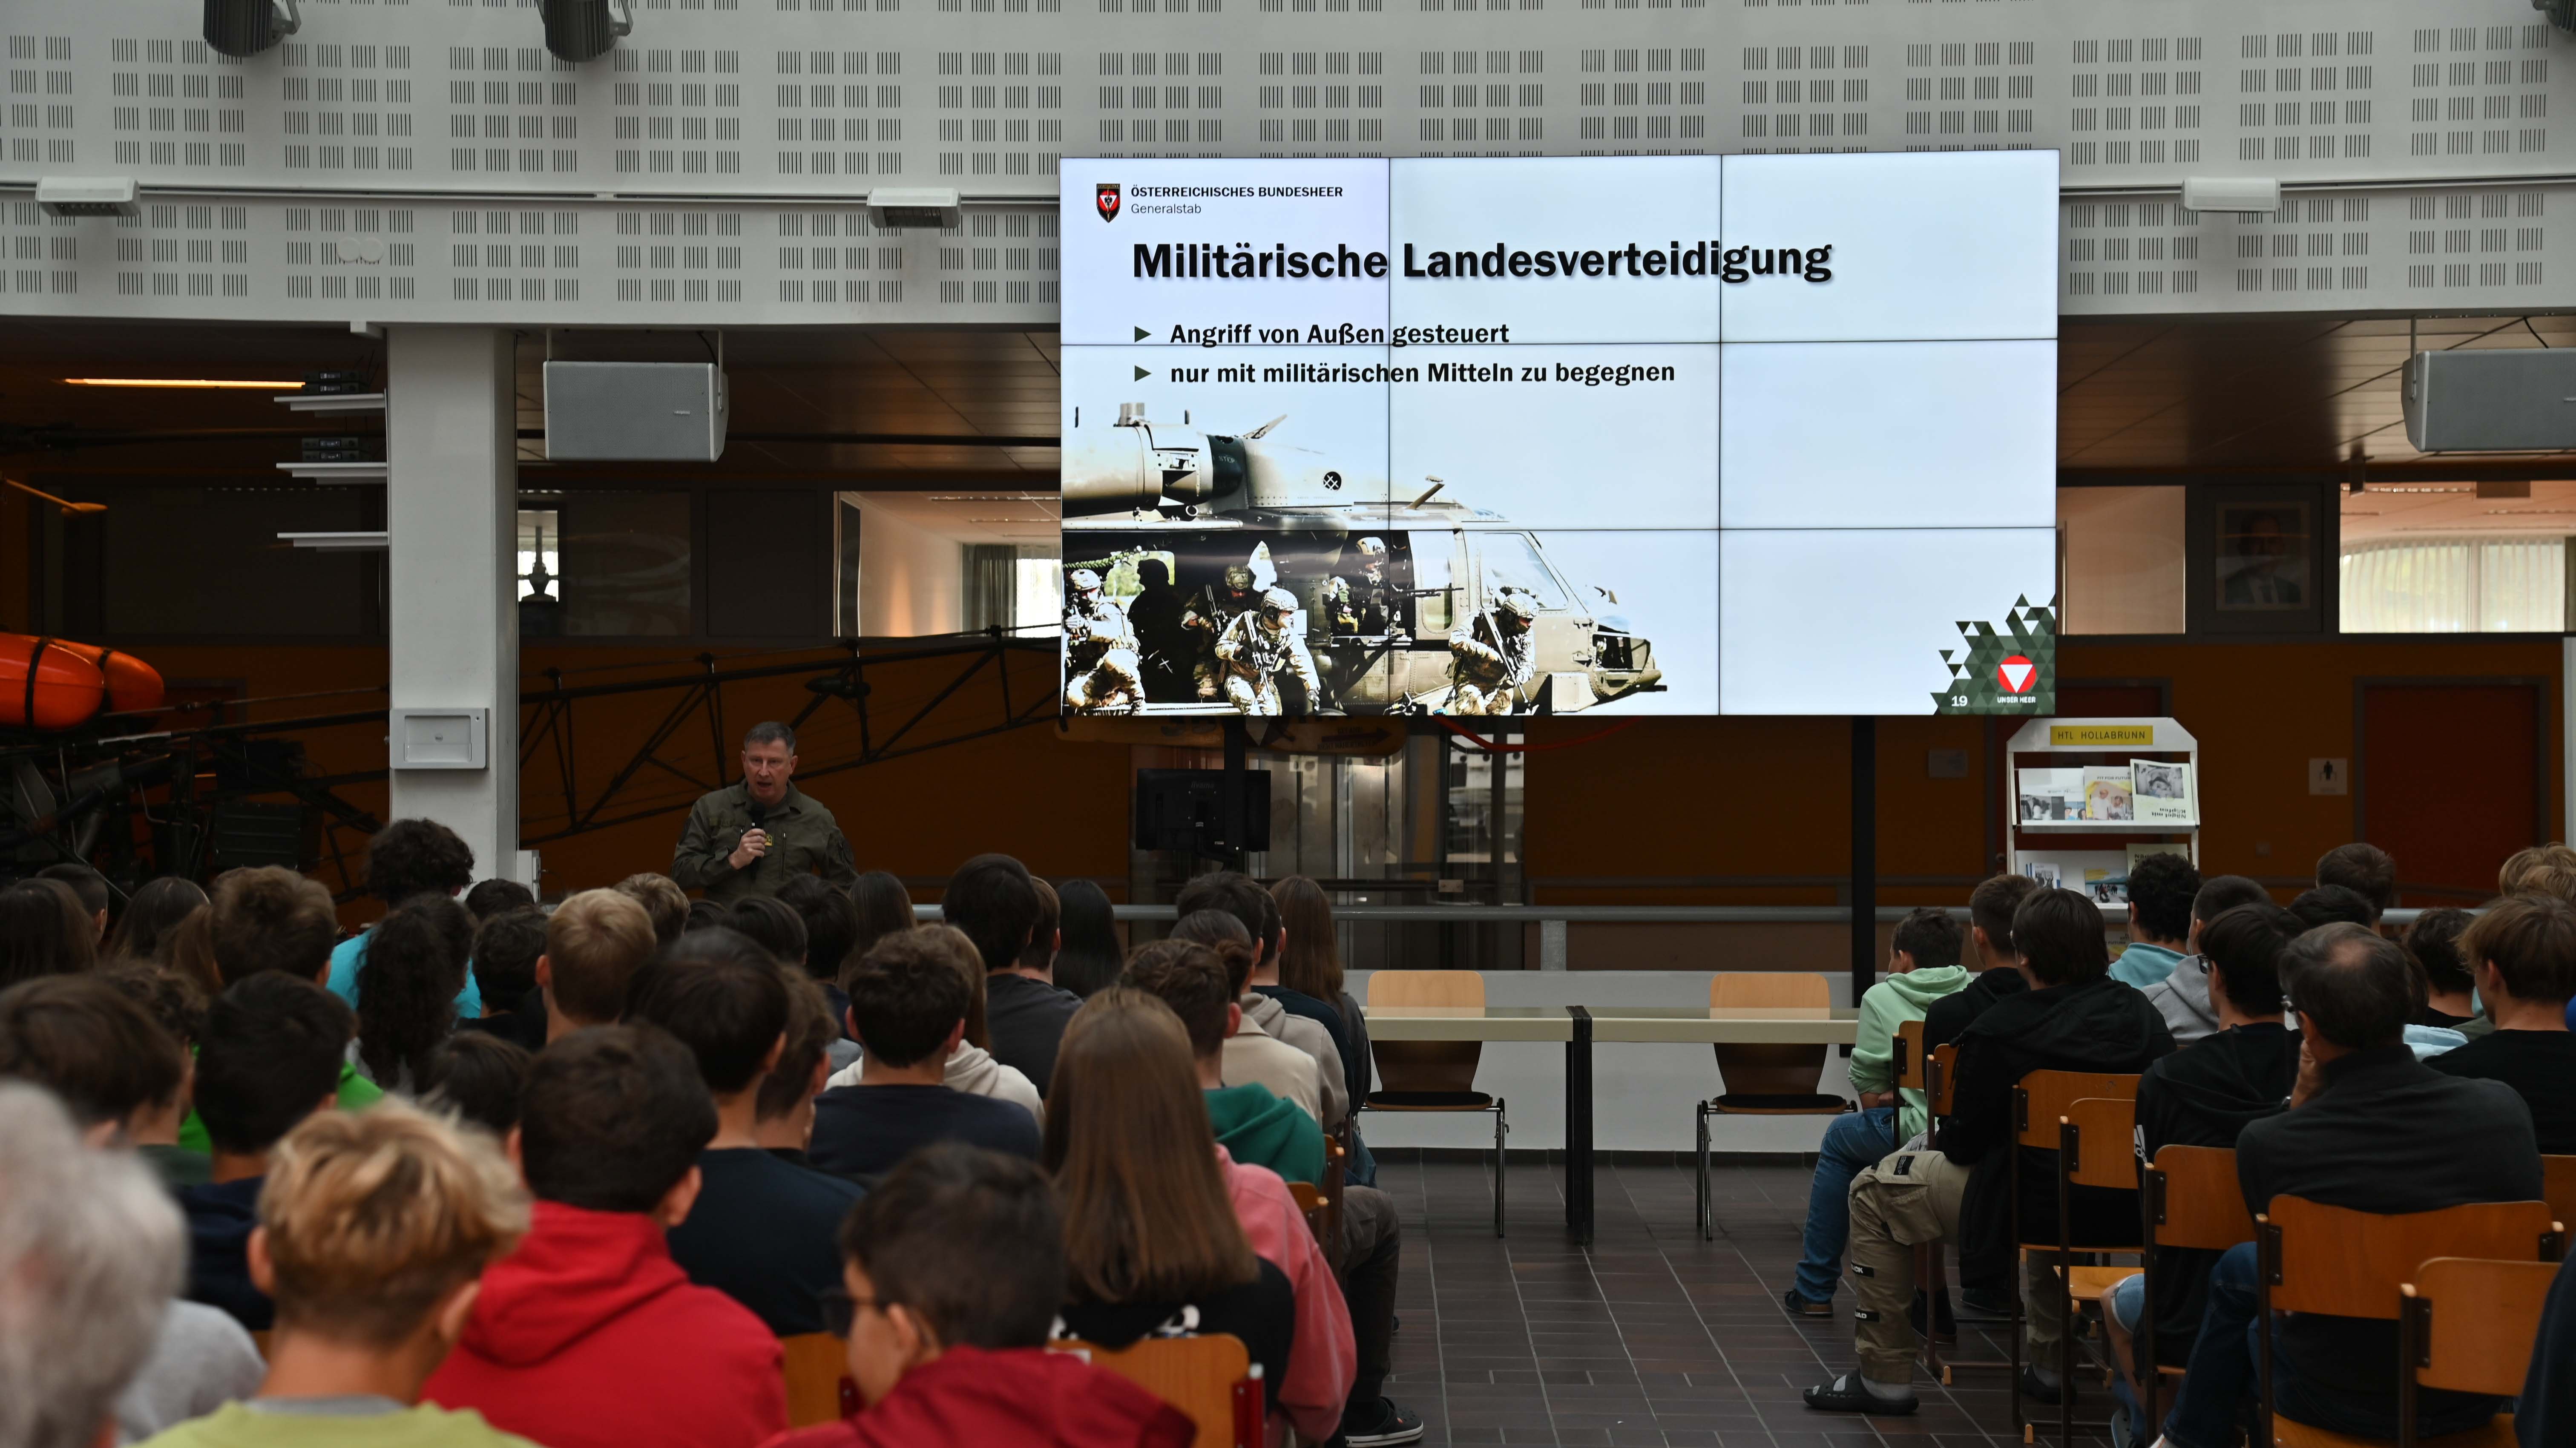 ÖSTERREICHISCHES BUNDESHEER
Generalstab
Militärische Landesverteidigung
Angriff von Außen gesteuert
nur mit militärischen Mitteln zu begegnen
19
UNSER HEER
HTL HOLLABRUNN